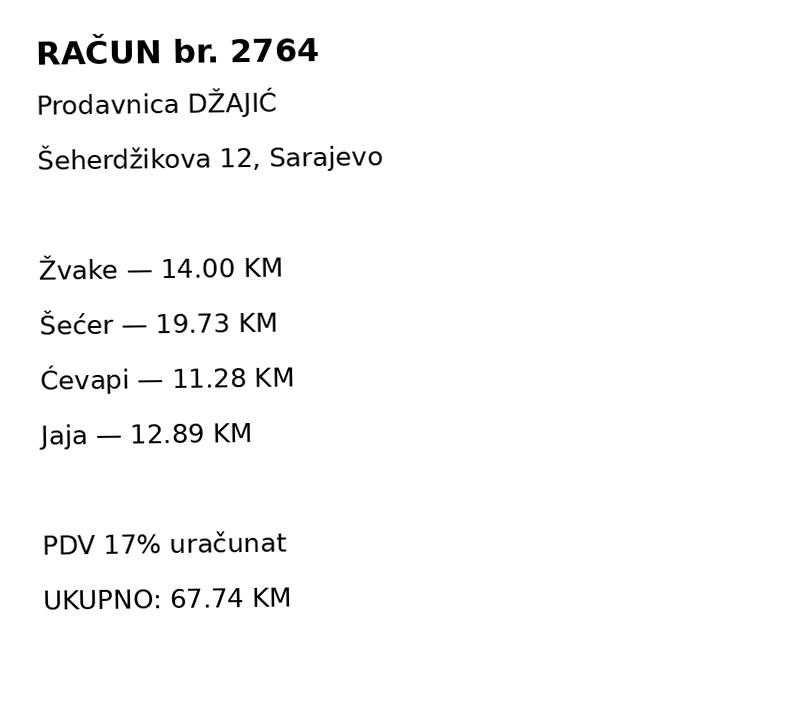 RAČUN br. 2764
Prodavnica DŽAJIĆ
Šeherdžikova 12, Sarajevo
Žvake — 14.00 KM
Šećer — 19.73 KM
Ćevapi — 11.28 KM
Jaja — 12.89 KM
PDV 17% uračunat
UKUPNO: 67.74 KM